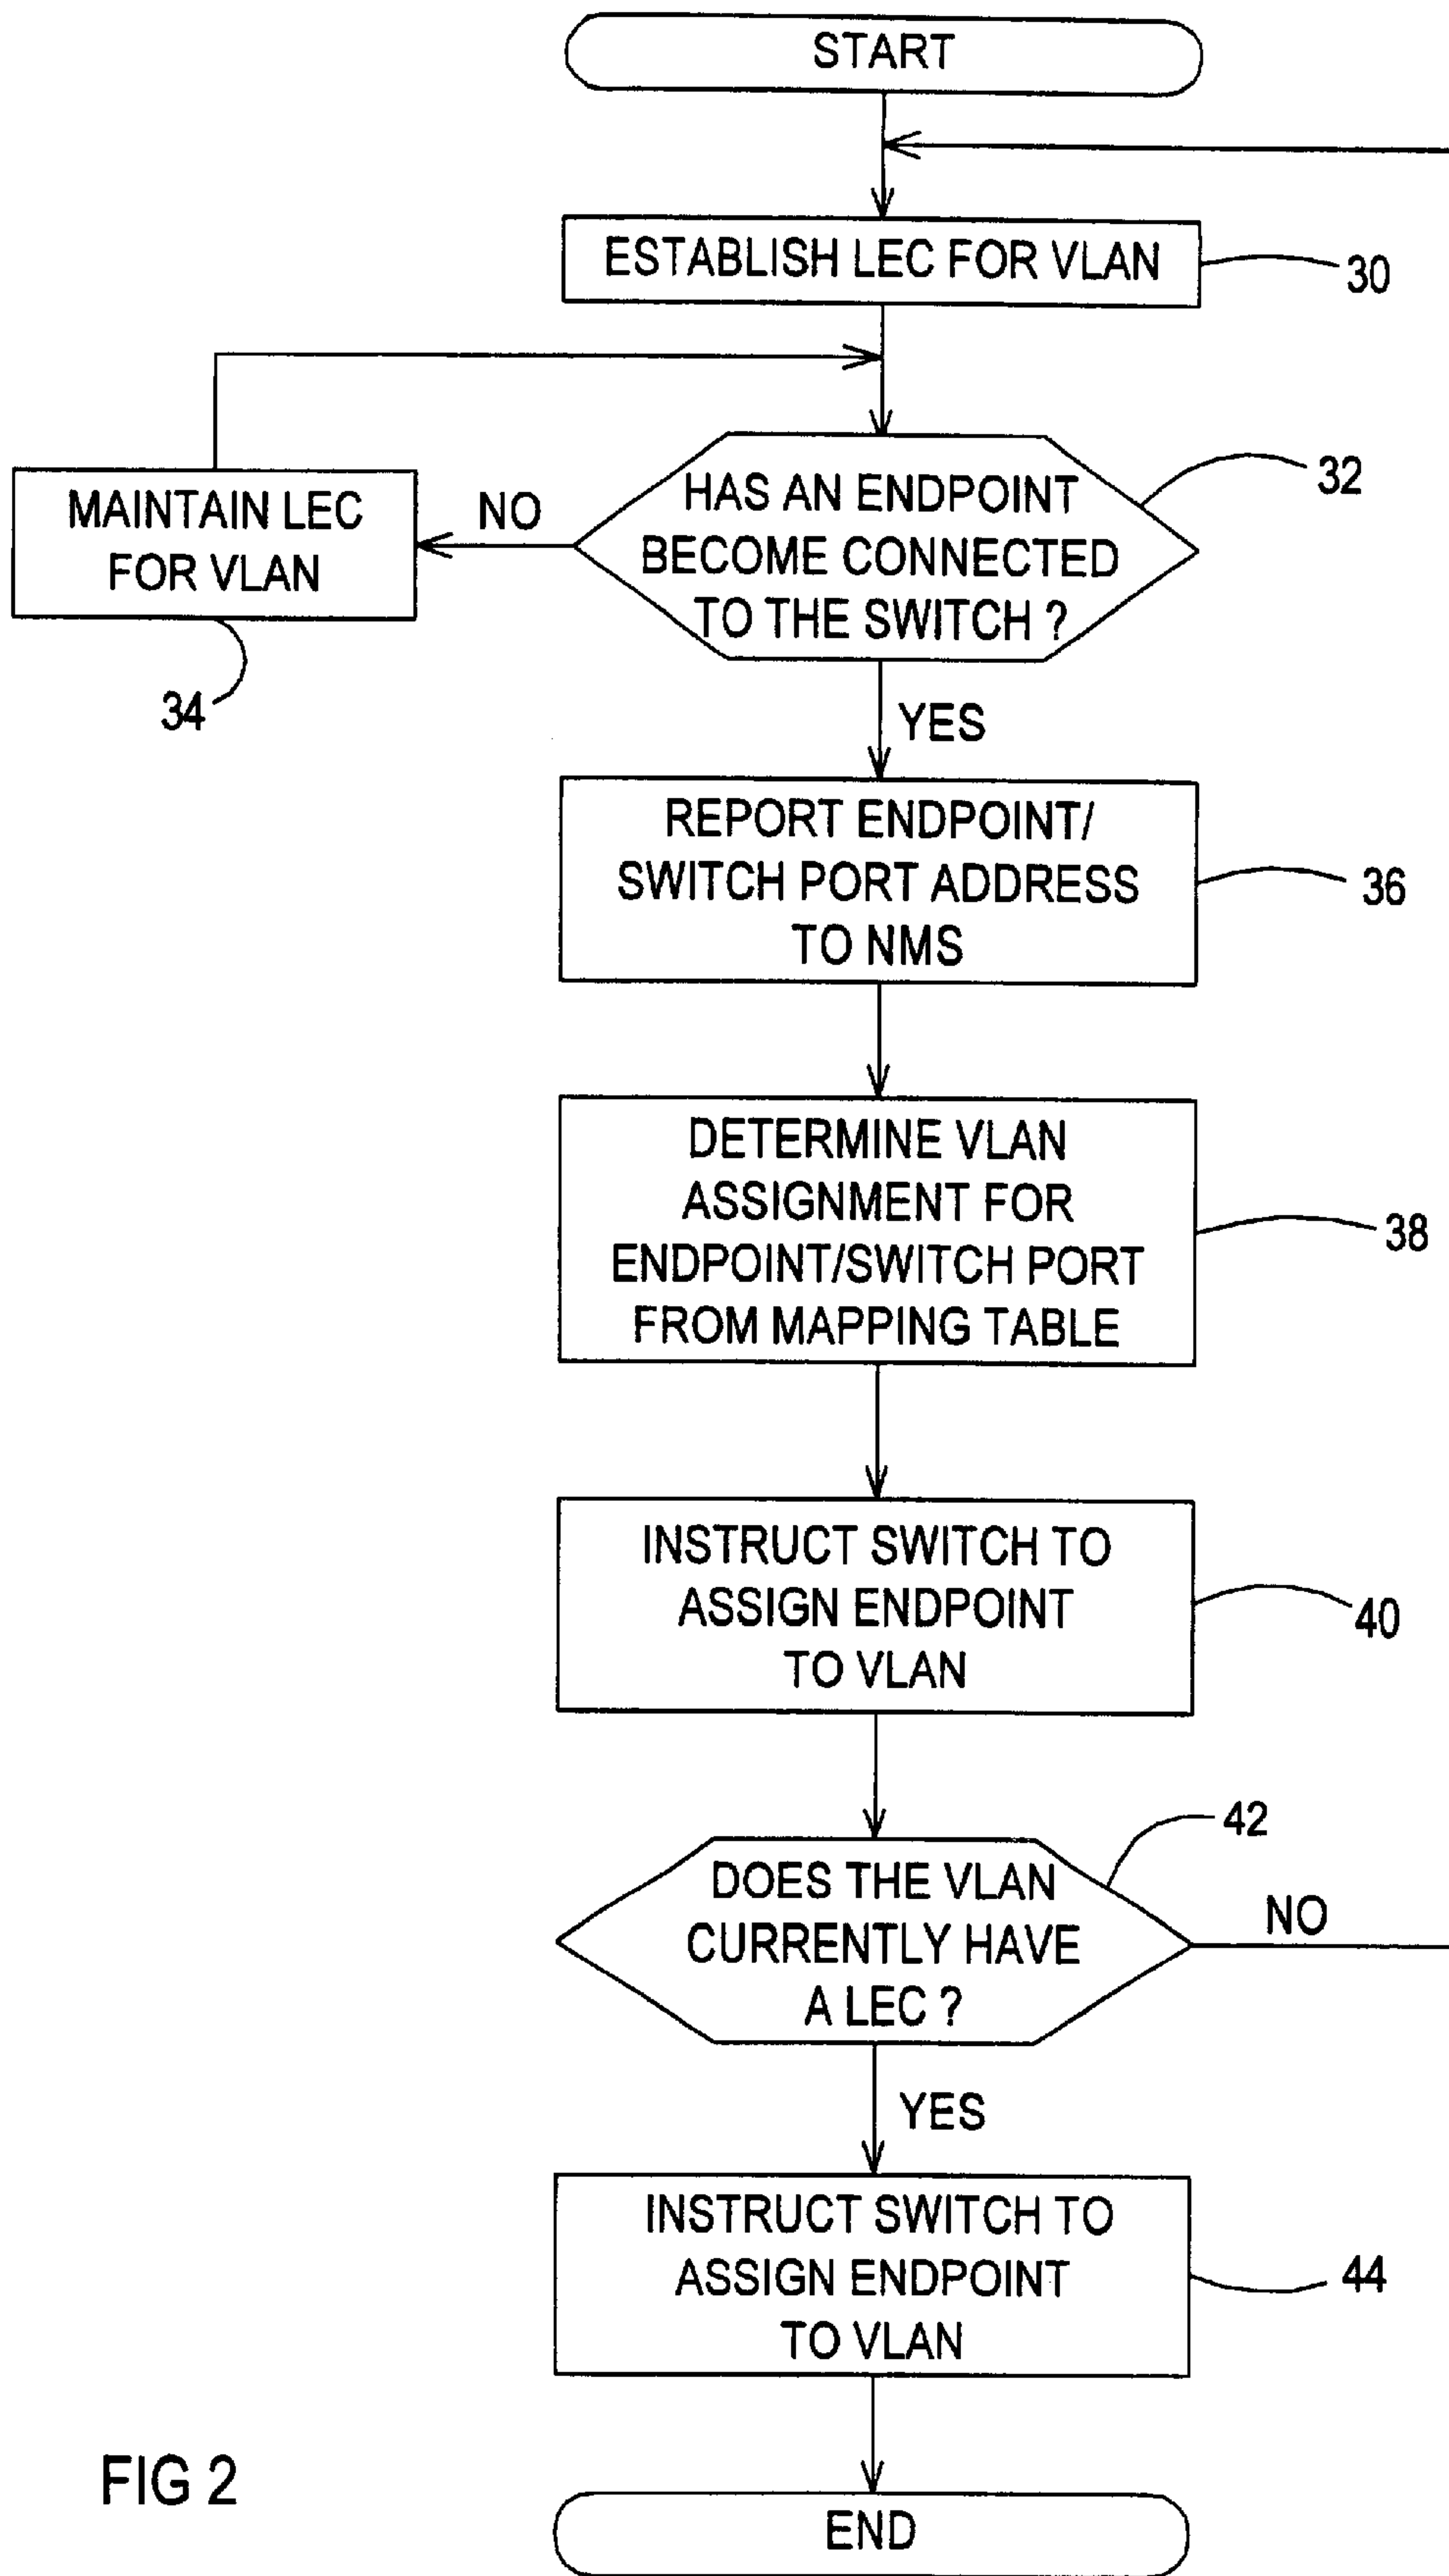 START
ESTABLISH LEC FOR VLAN
30
HAS AN ENDPOINT
BECOME CONNECTED
TO THE SWITCH ?
32
NO
MAINTAIN LEC
FOR VLAN
34
YES
REPORT ENDPOINT/
SWITCH PORT ADDRESS
TO NMS
36
DETERMINE VLAN
ASSIGNMENT FOR
ENDPOINT/SWITCH PORT
FROM MAPPING TABLE
38
INSTRUCT SWITCH TO
ASSIGN ENDPOINT
TO VLAN
40
DOES THE VLAN
CURRENTLY HAVE
A LEC ?
42
NO
YES
INSTRUCT SWITCH TO
ASSIGN ENDPOINT
TO VLAN
44
END
FIG 2